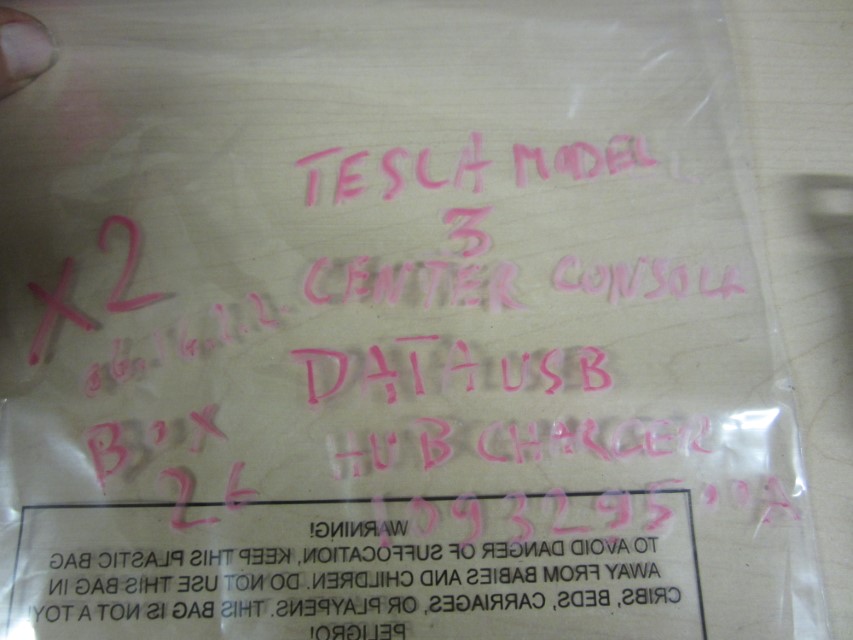 TESLA MODEL
3
CENTER CONSOLE
DATA USB
HUB CHARGER
X2
BOX
26
WARNING!
TO AVOID DANGER OF SUFFOCATION, KEEP THIS PLASTIC BAG
AWAY FROM BABIES AND CHILDREN. DO NOT USE THIS BAG IN
CRIBS, BEDS, CARRIAGES, OR PLAYPENS. THIS BAG IS NOT A TOY
PELIGRO!